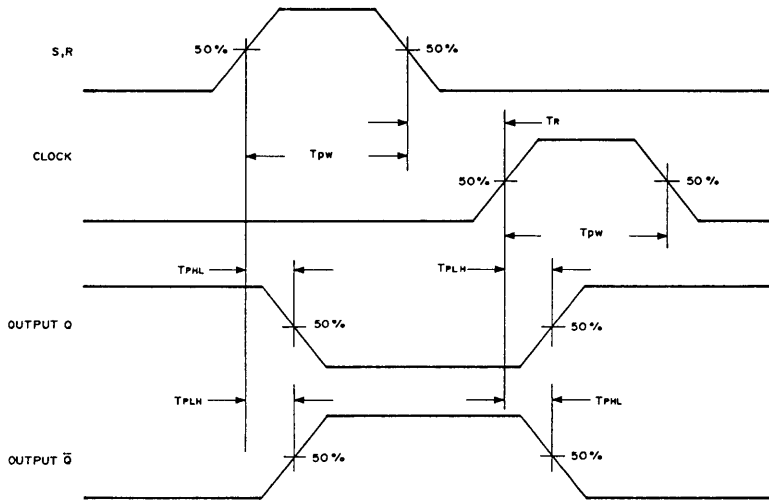 50% 50%
S,R
TR
CLOCK
TPW
50% 50%
TPW
TPHL TPLH
OUTPUT Q
50% 50%
TPLH TPHL
OUTPUT Q̅
50% 50%